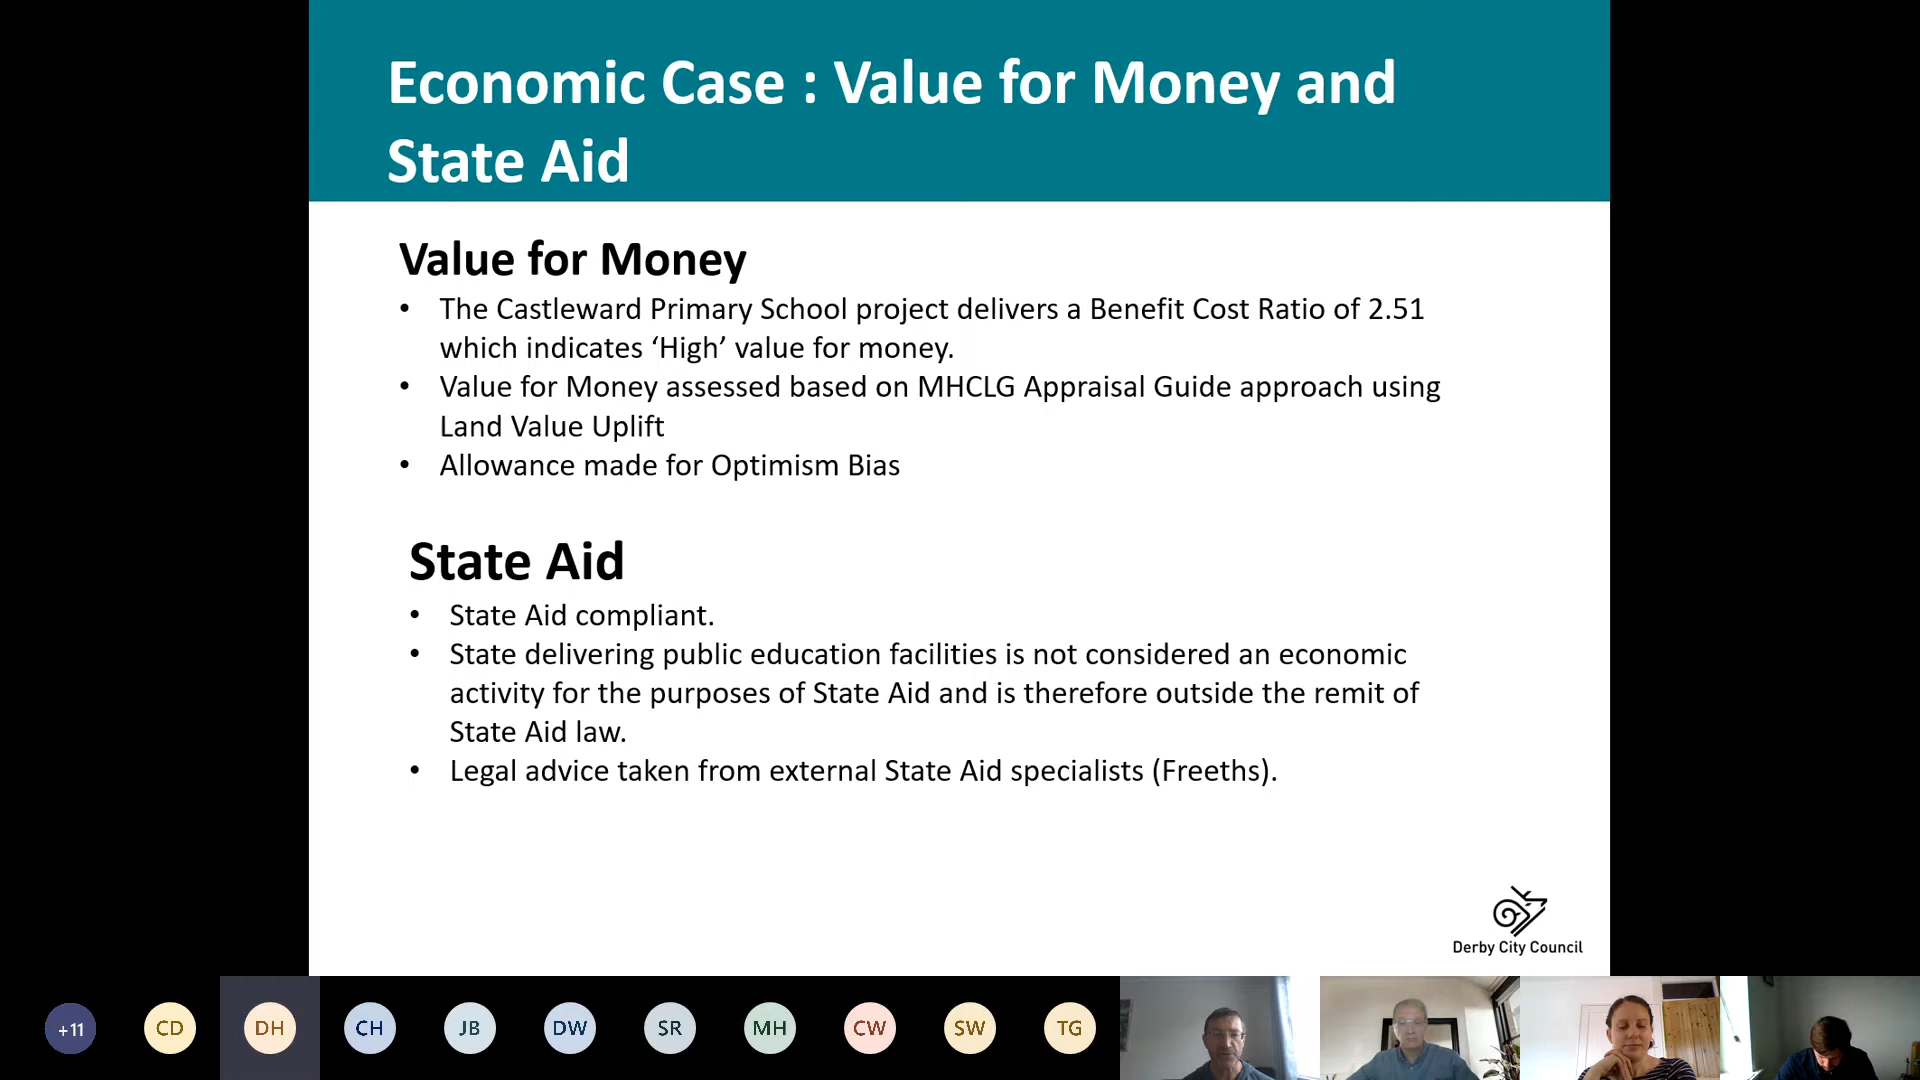 Economic Case : Value for Money and
State Aid
Value for Money
• The Castleward Primary School project delivers a Benefit Cost Ratio of 2.51
which indicates ‘High’ value for money.
• Value for Money assessed based on MHCLG Appraisal Guide approach using
Land Value Uplift
• Allowance made for Optimism Bias
State Aid
• State Aid compliant.
• State delivering public education facilities is not considered an economic
activity for the purposes of State Aid and is therefore outside the remit of
State Aid law.
• Legal advice taken from external State Aid specialists (Freeths).
Derby City Council
+11 CD DH CH JB DW SR MH CW SW TG